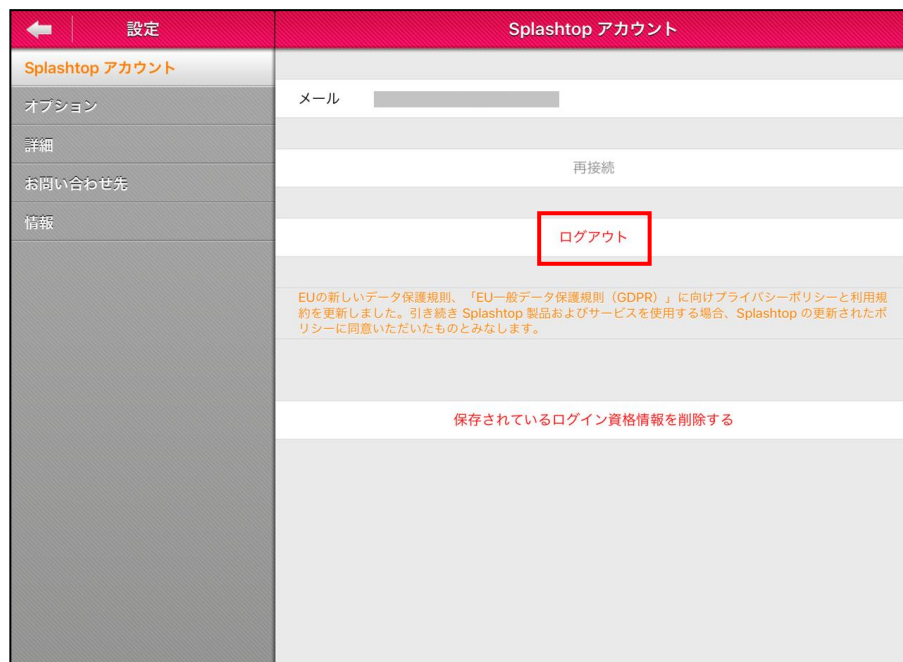 設定
Splashtop アカウント
Splashtop アカウント
オプション
詳細
お問い合わせ先
情報
メール
再接続
ログアウト
EUの新しいデータ保護規則、「EU一般データ保護規則（GDPR）」に向けプライバシーポリシーと利用規
約を更新しました。引き続き Splashtop 製品およびサービスを使用する場合、Splashtop の更新されたポ
リシーに同意いただいたものとみなします。
保存されているログイン資格情報を削除する